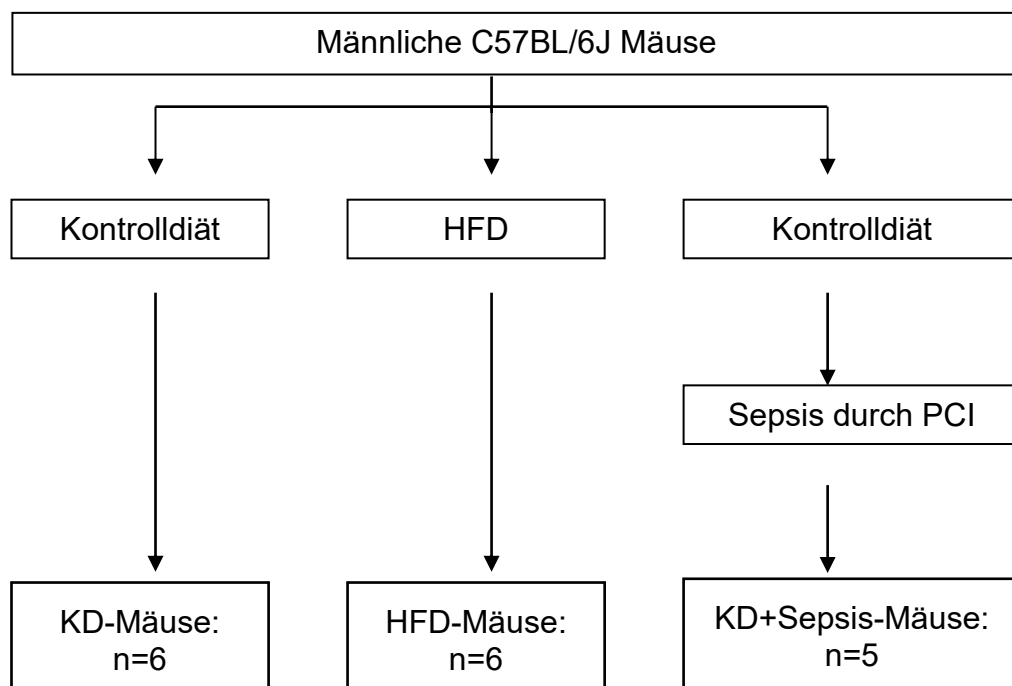 Männliche C57BL/6J Mäuse
Kontrolldiät
HFD
Kontrolldiät
Sepsis durch PCI
KD-Mäuse:
n=6
HFD-Mäuse:
n=6
KD+Sepsis-Mäuse:
n=5